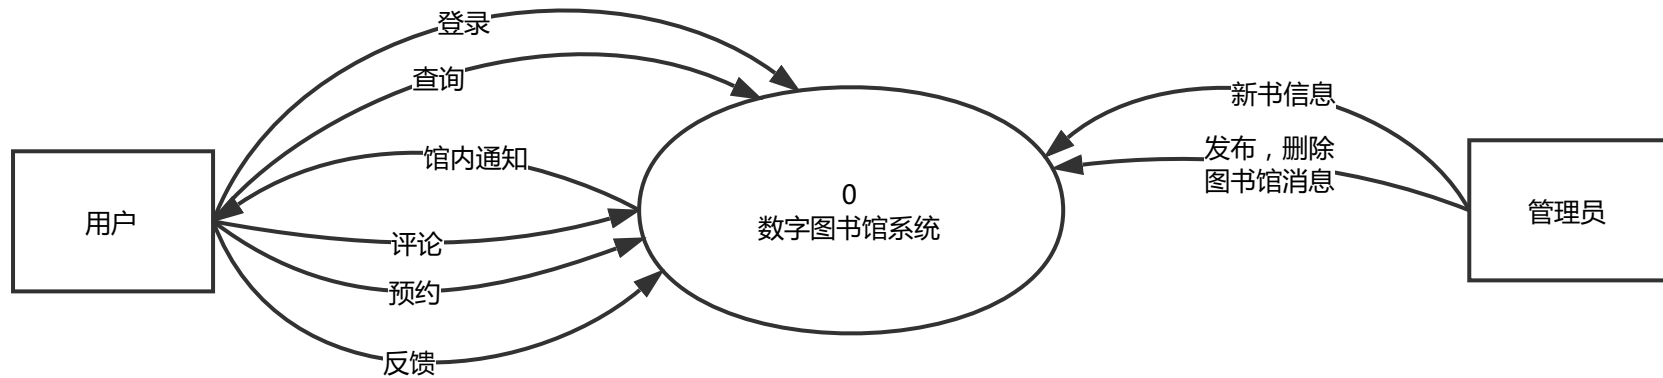 登录
查询
馆内通知
用户
评论
预约
反馈
0
数字图书馆系统
新书信息
发布，删除
图书馆消息
管理员